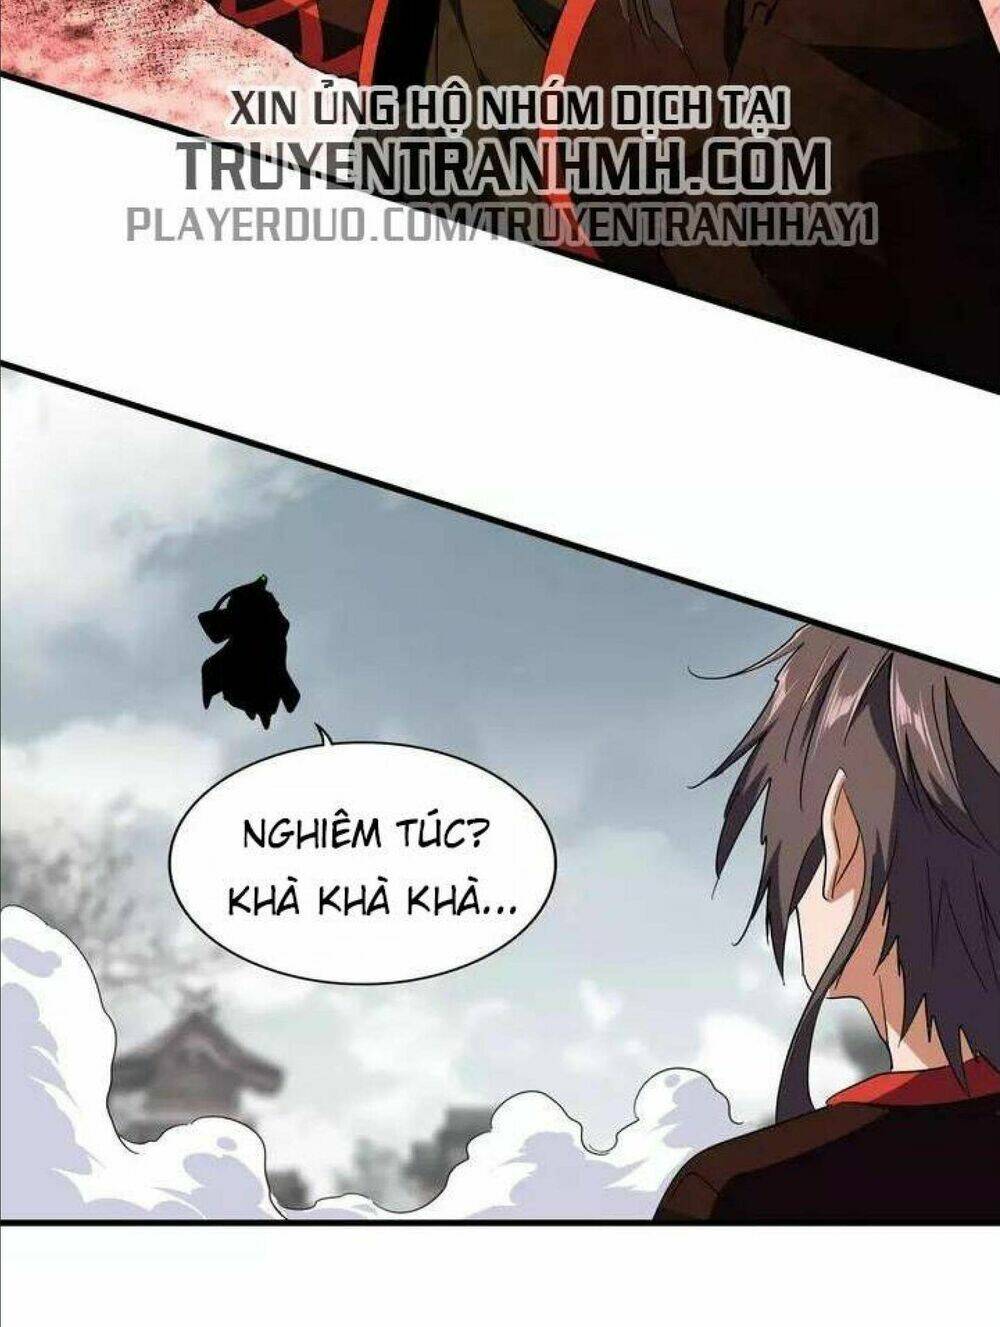 XIN ỦNG HỘ NHÓM DỊCH TẠI
TRUYENTRANHMH.COM
PLAYERDUO.COM/TRUYENTRANHHAY1
NGHIÊM TÚC?
KHÀ KHÀ KHÀ...